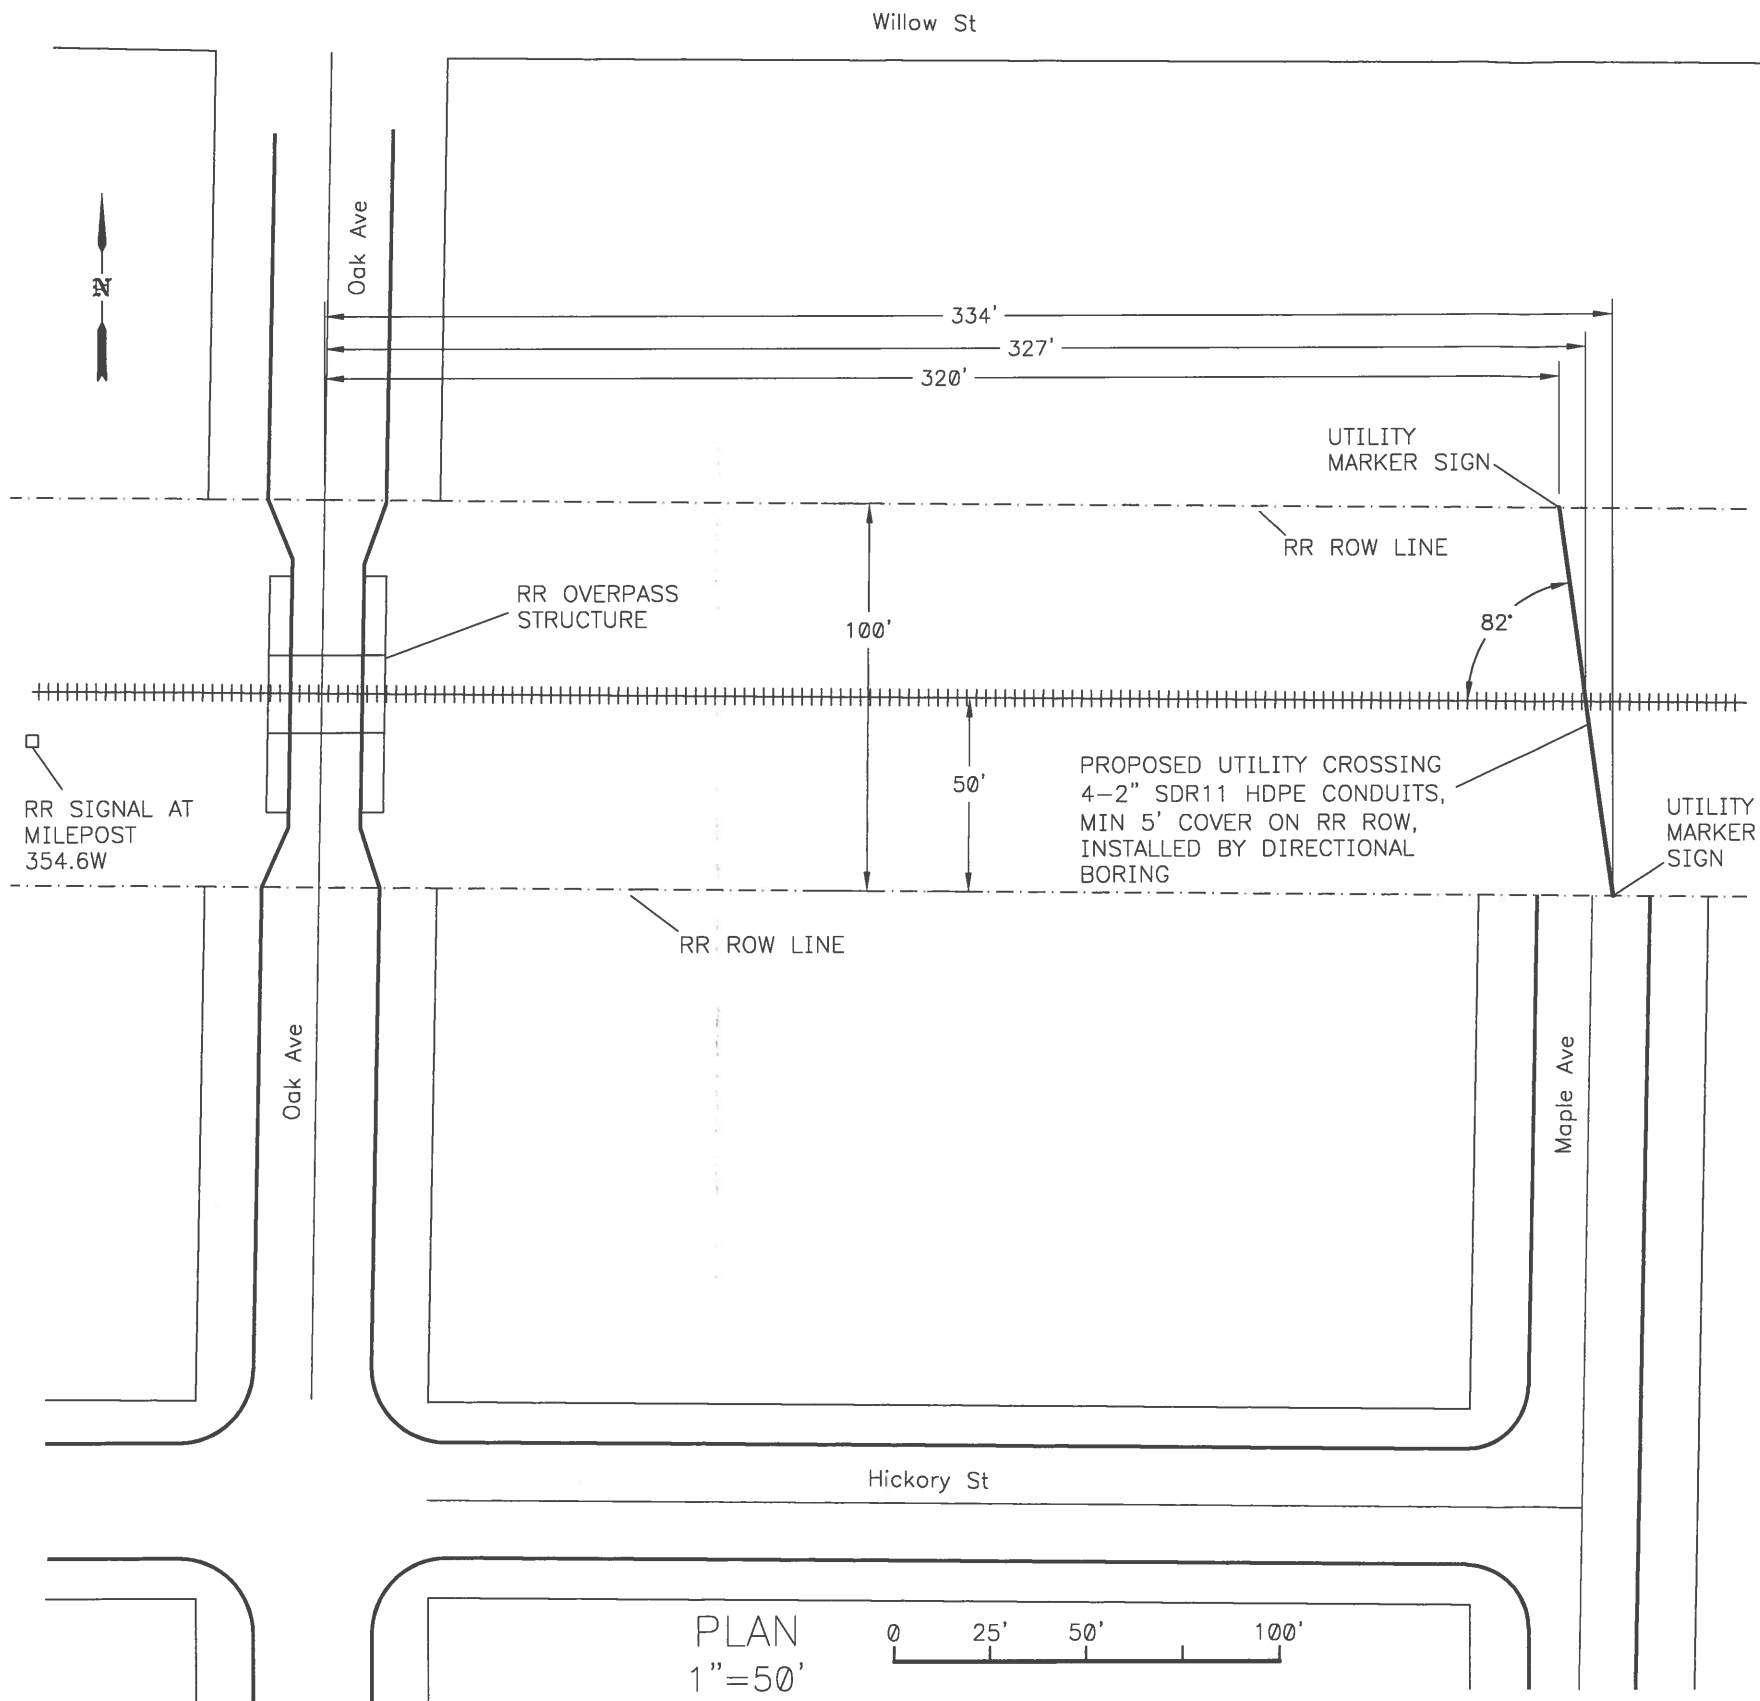 Willow St
Oak Ave
N
334'
327'
320'
UTILITY
MARKER SIGN
RR ROW LINE
RR OVERPASS
STRUCTURE
100'
82°
50'
RR SIGNAL AT
MILEPOST
354.6W
PROPOSED UTILITY CROSSING
4-2" SDR11 HDPE CONDUITS,
MIN 5' COVER ON RR ROW,
INSTALLED BY DIRECTIONAL
BORING
UTILITY
MARKER
SIGN
RR ROW LINE
Oak Ave
Maple Ave
Hickory St
PLAN
1"=50'
0 25' 50' 100'